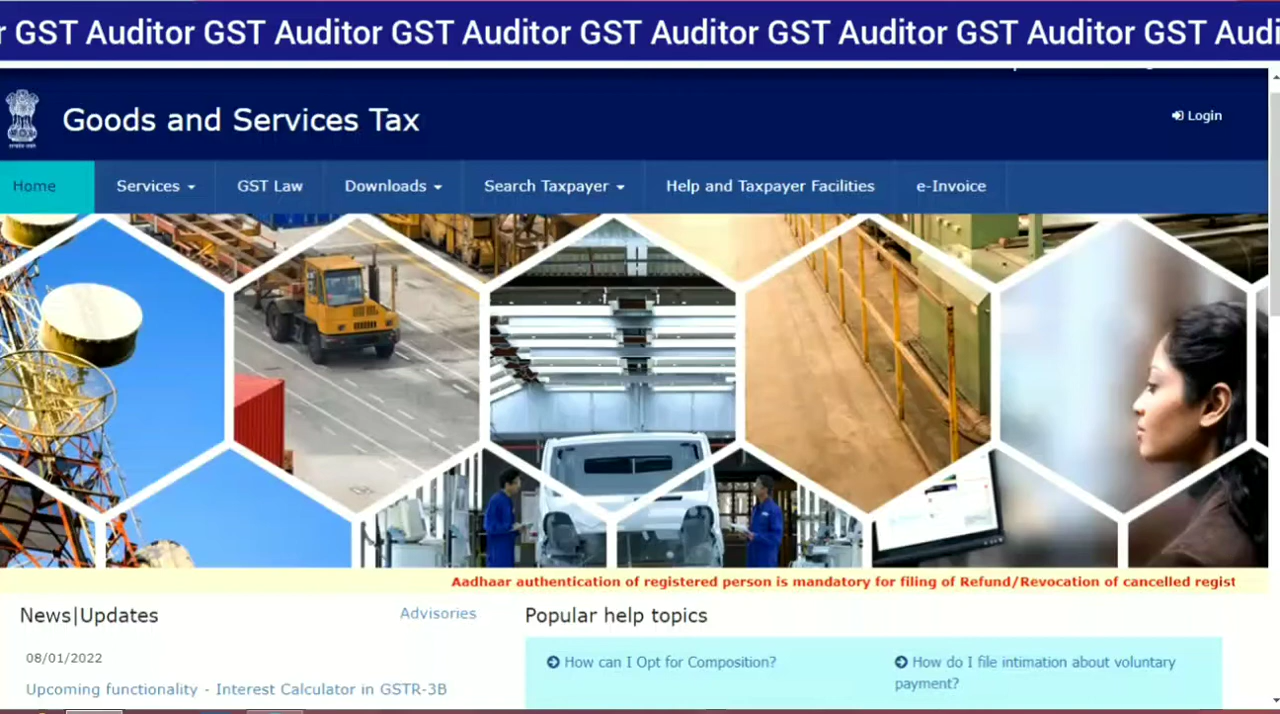 r GST Auditor GST Auditor GST Auditor GST Auditor GST Auditor GST Auditor GST Audi
Goods and Services Tax
Login
Home Services GST Law Downloads Search Taxpayer Help and Taxpayer Facilities e-Invoice
Aadhaar authentication of registered person is mandatory for filing of Refund/Revocation of cancelled regist
News|Updates Advisories Popular help topics
08/01/2022
How can I Opt for Composition? How do I file intimation about voluntary
payment?
Upcoming functionality - Interest Calculator in GSTR-3B